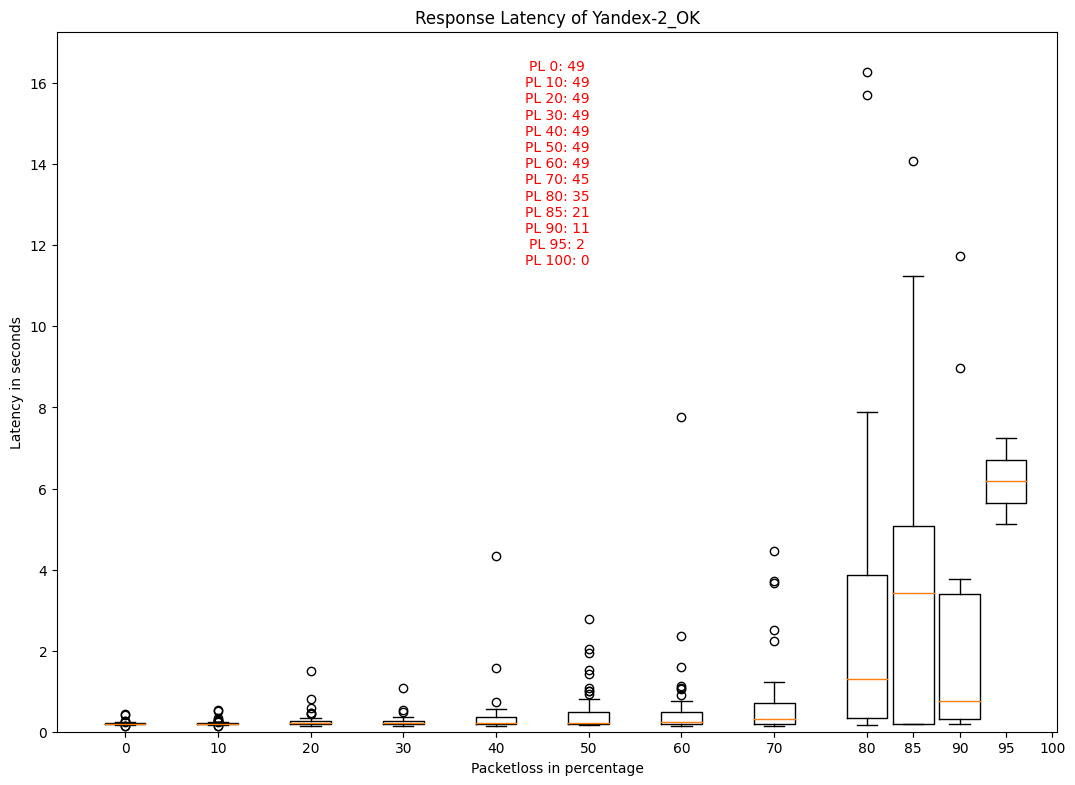 Response Latency of Yandex-2_OK
PL 0: 49
PL 10: 49
PL 20: 49
PL 30: 49
PL 40: 49
PL 50: 49
PL 60: 49
PL 70: 45
PL 80: 35
PL 85: 21
PL 90: 11
PL 95: 2
PL 100: 0
Latency in seconds
16
14
12
10
8
6
4
2
0
0 10 20 30 40 50 60 70 80 85 90 95 100
Packetloss in percentage